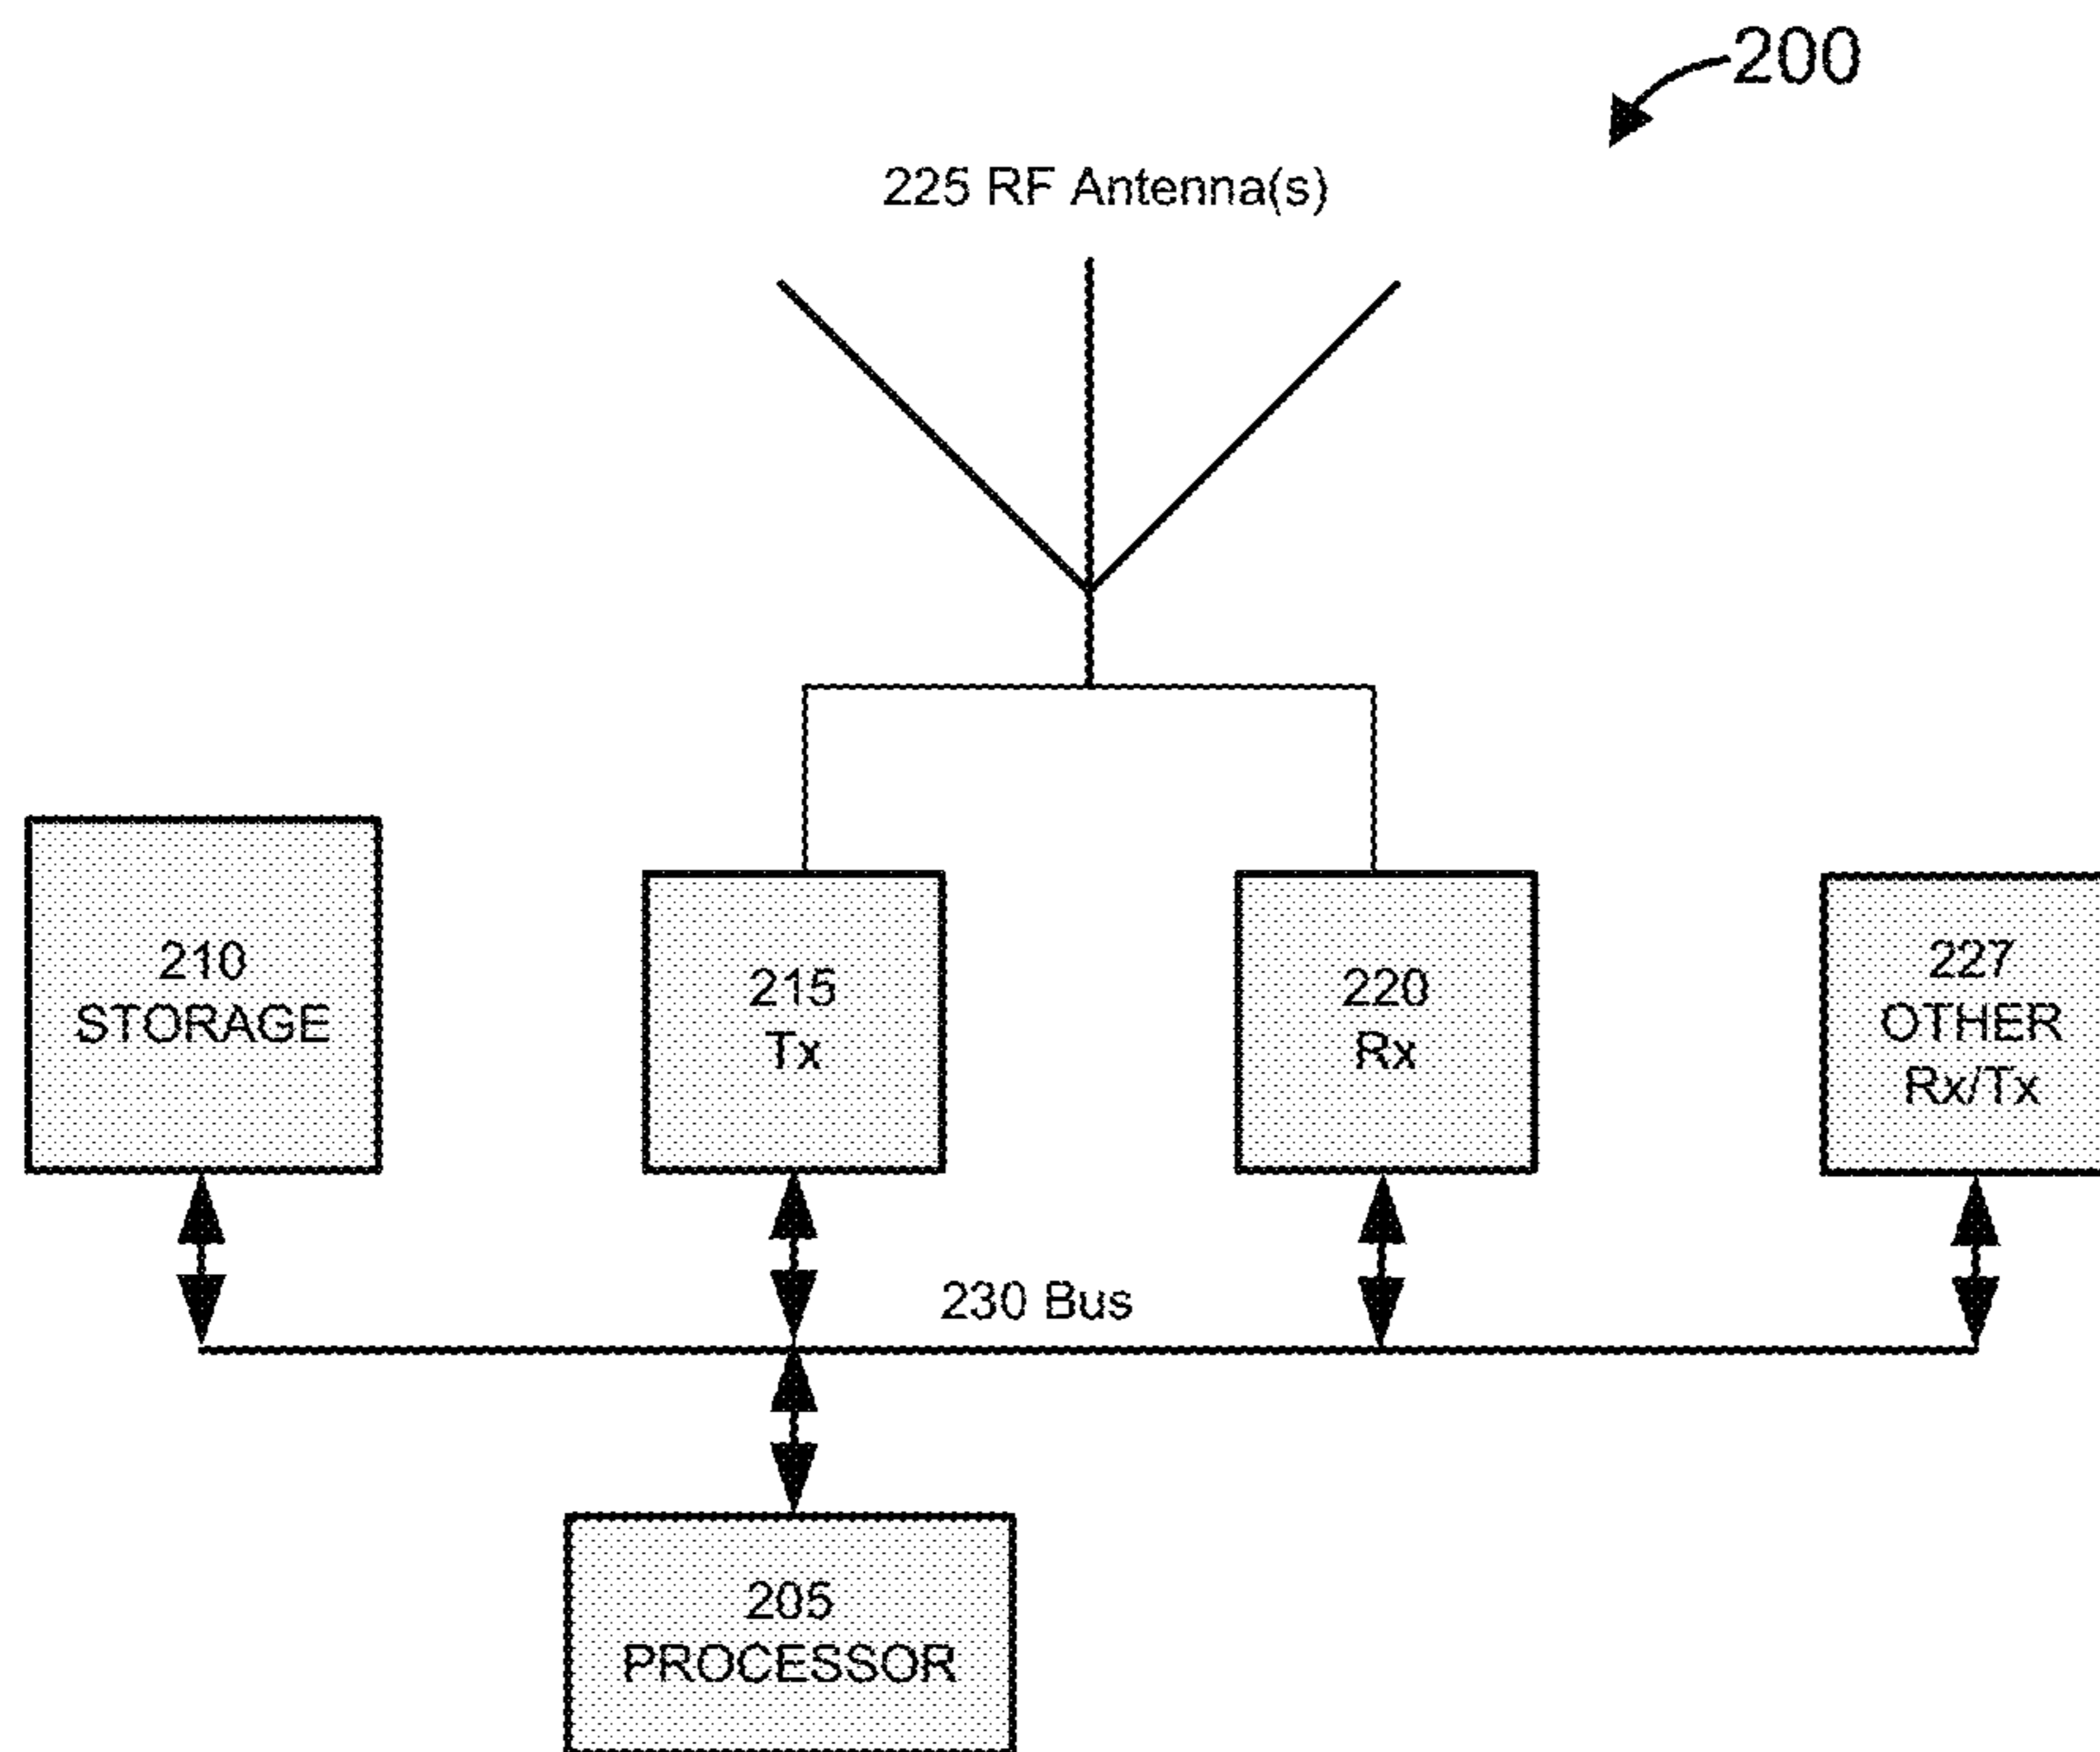 200
225 RF Antenna(s)
210
STORAGE
215
Tx
220
Rx
227
OTHER
Rx/Tx
230 Bus
205
PROCESSOR